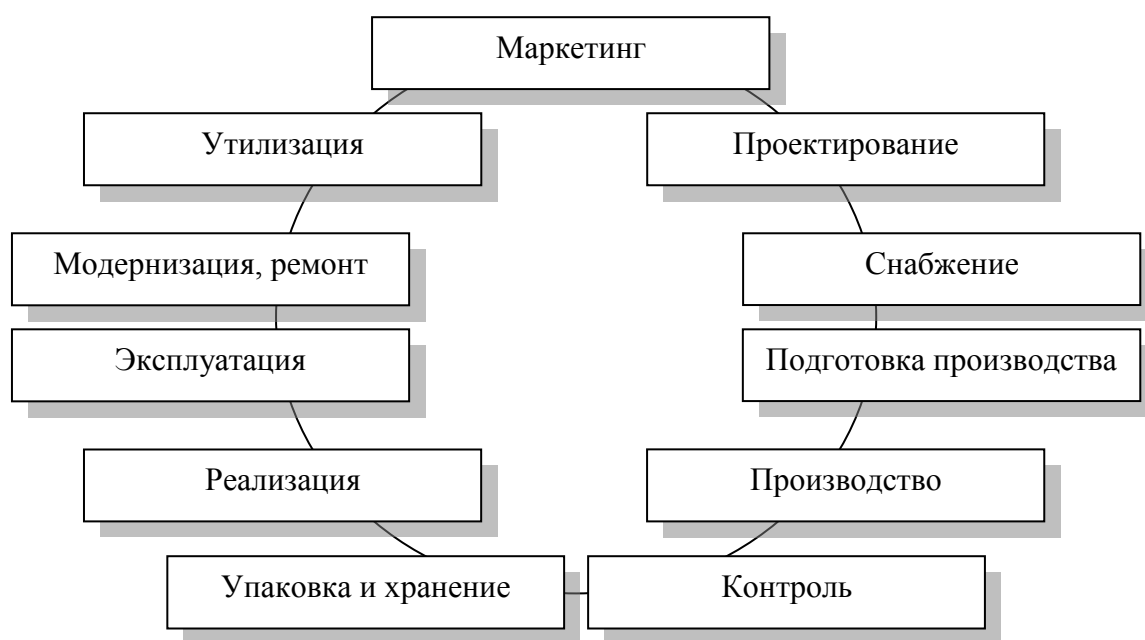 Маркетинг
Утилизация
Проектирование
Модернизация, ремонт
Снабжение
Эксплуатация
Подготовка производства
Реализация
Производство
Упаковка и хранение
Контроль